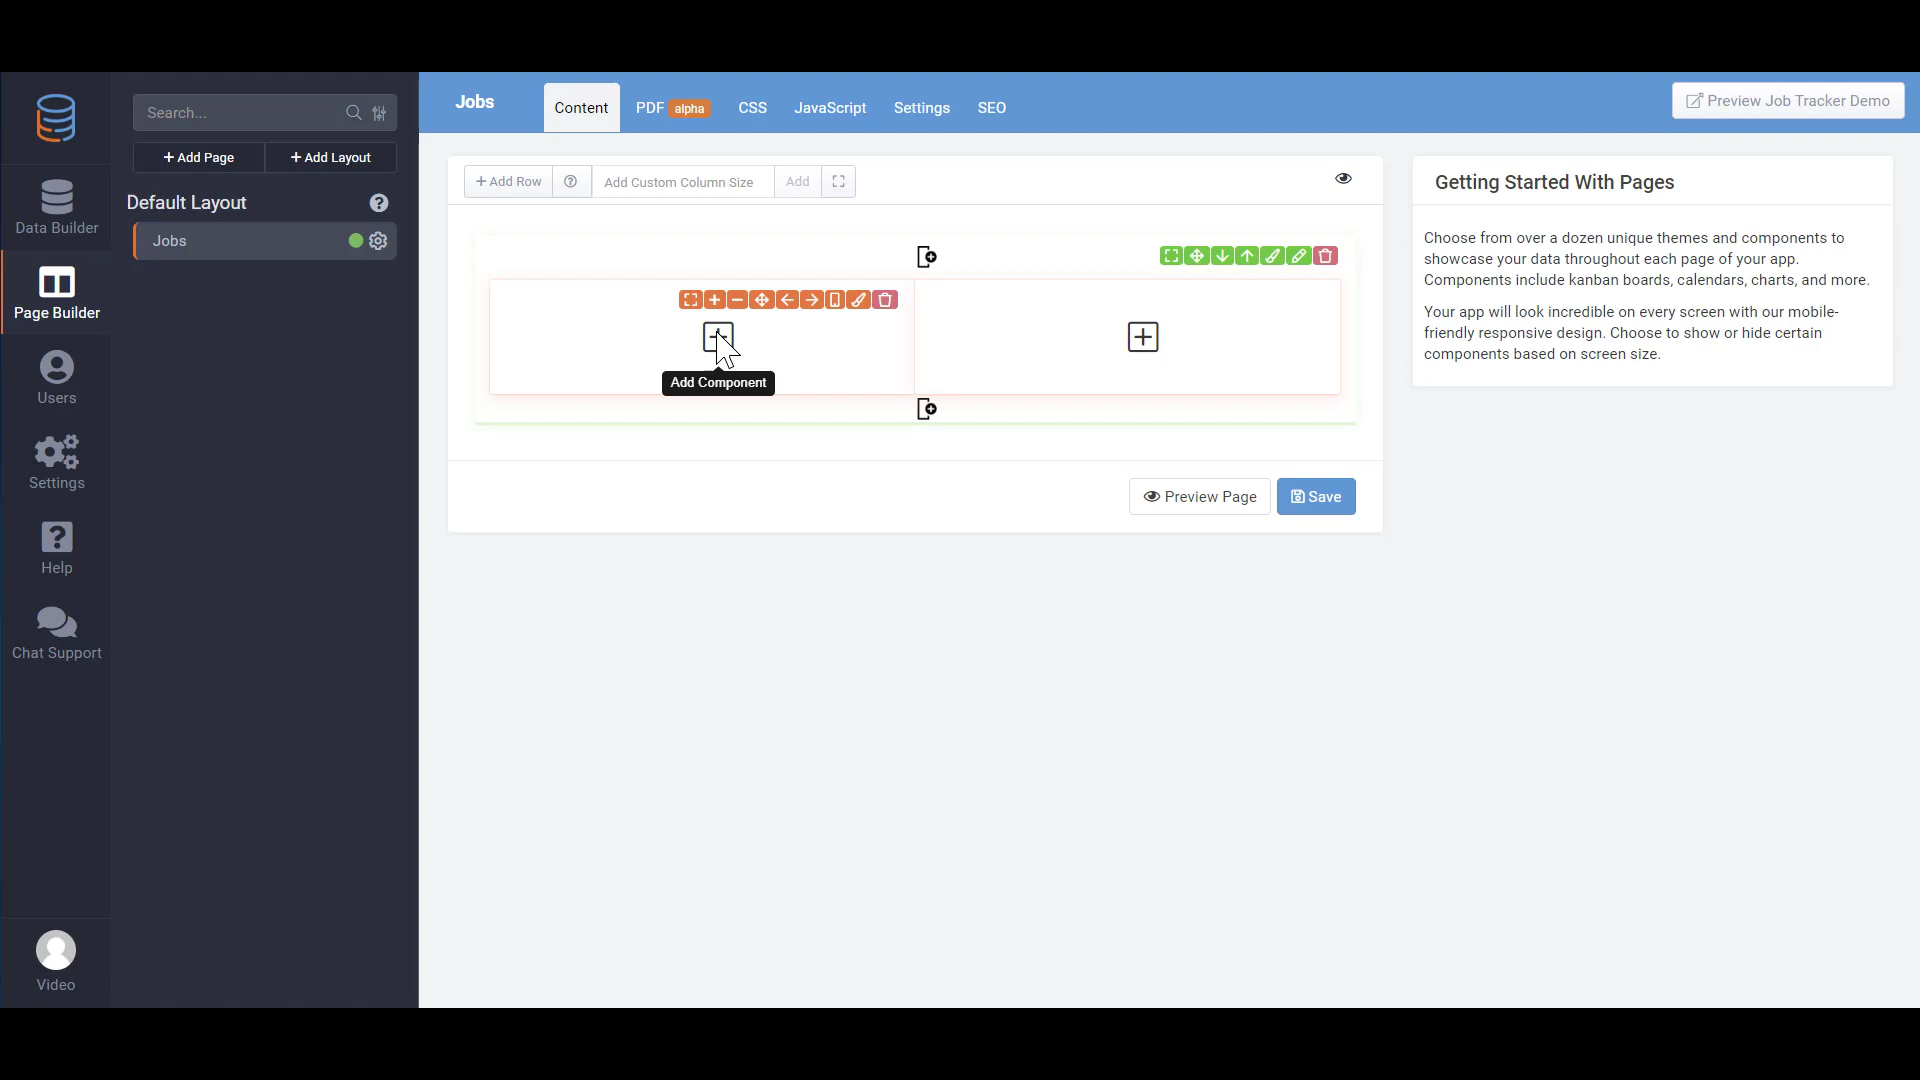 Search...
+ Add Page
+ Add Layout
Default Layout
Jobs
Data Builder
Page Builder
Users
Settings
Help
Chat Support
Video
Jobs
Content
PDF alpha
CSS
JavaScript
Settings
SEO
Preview Job Tracker Demo
+ Add Row
Add Custom Column Size
Add
Add Component
Preview Page
Save
Getting Started With Pages
Choose from over a dozen unique themes and components to
showcase your data throughout each page of your app.
Components include kanban boards, calendars, charts, and more.
Your app will look incredible on every screen with our mobile-
friendly responsive design. Choose to show or hide certain
components based on screen size.